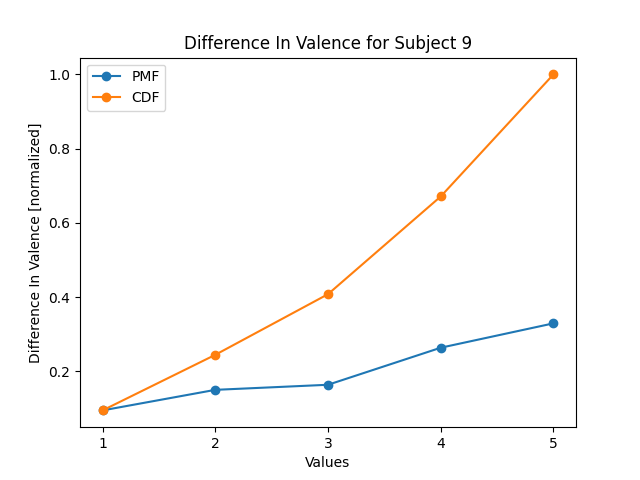 Difference In Valence for Subject 9
PMF
CDF
Difference In Valence [normalized]
1.0
0.8
0.6
0.4
0.2
1 2 3 4 5
Values